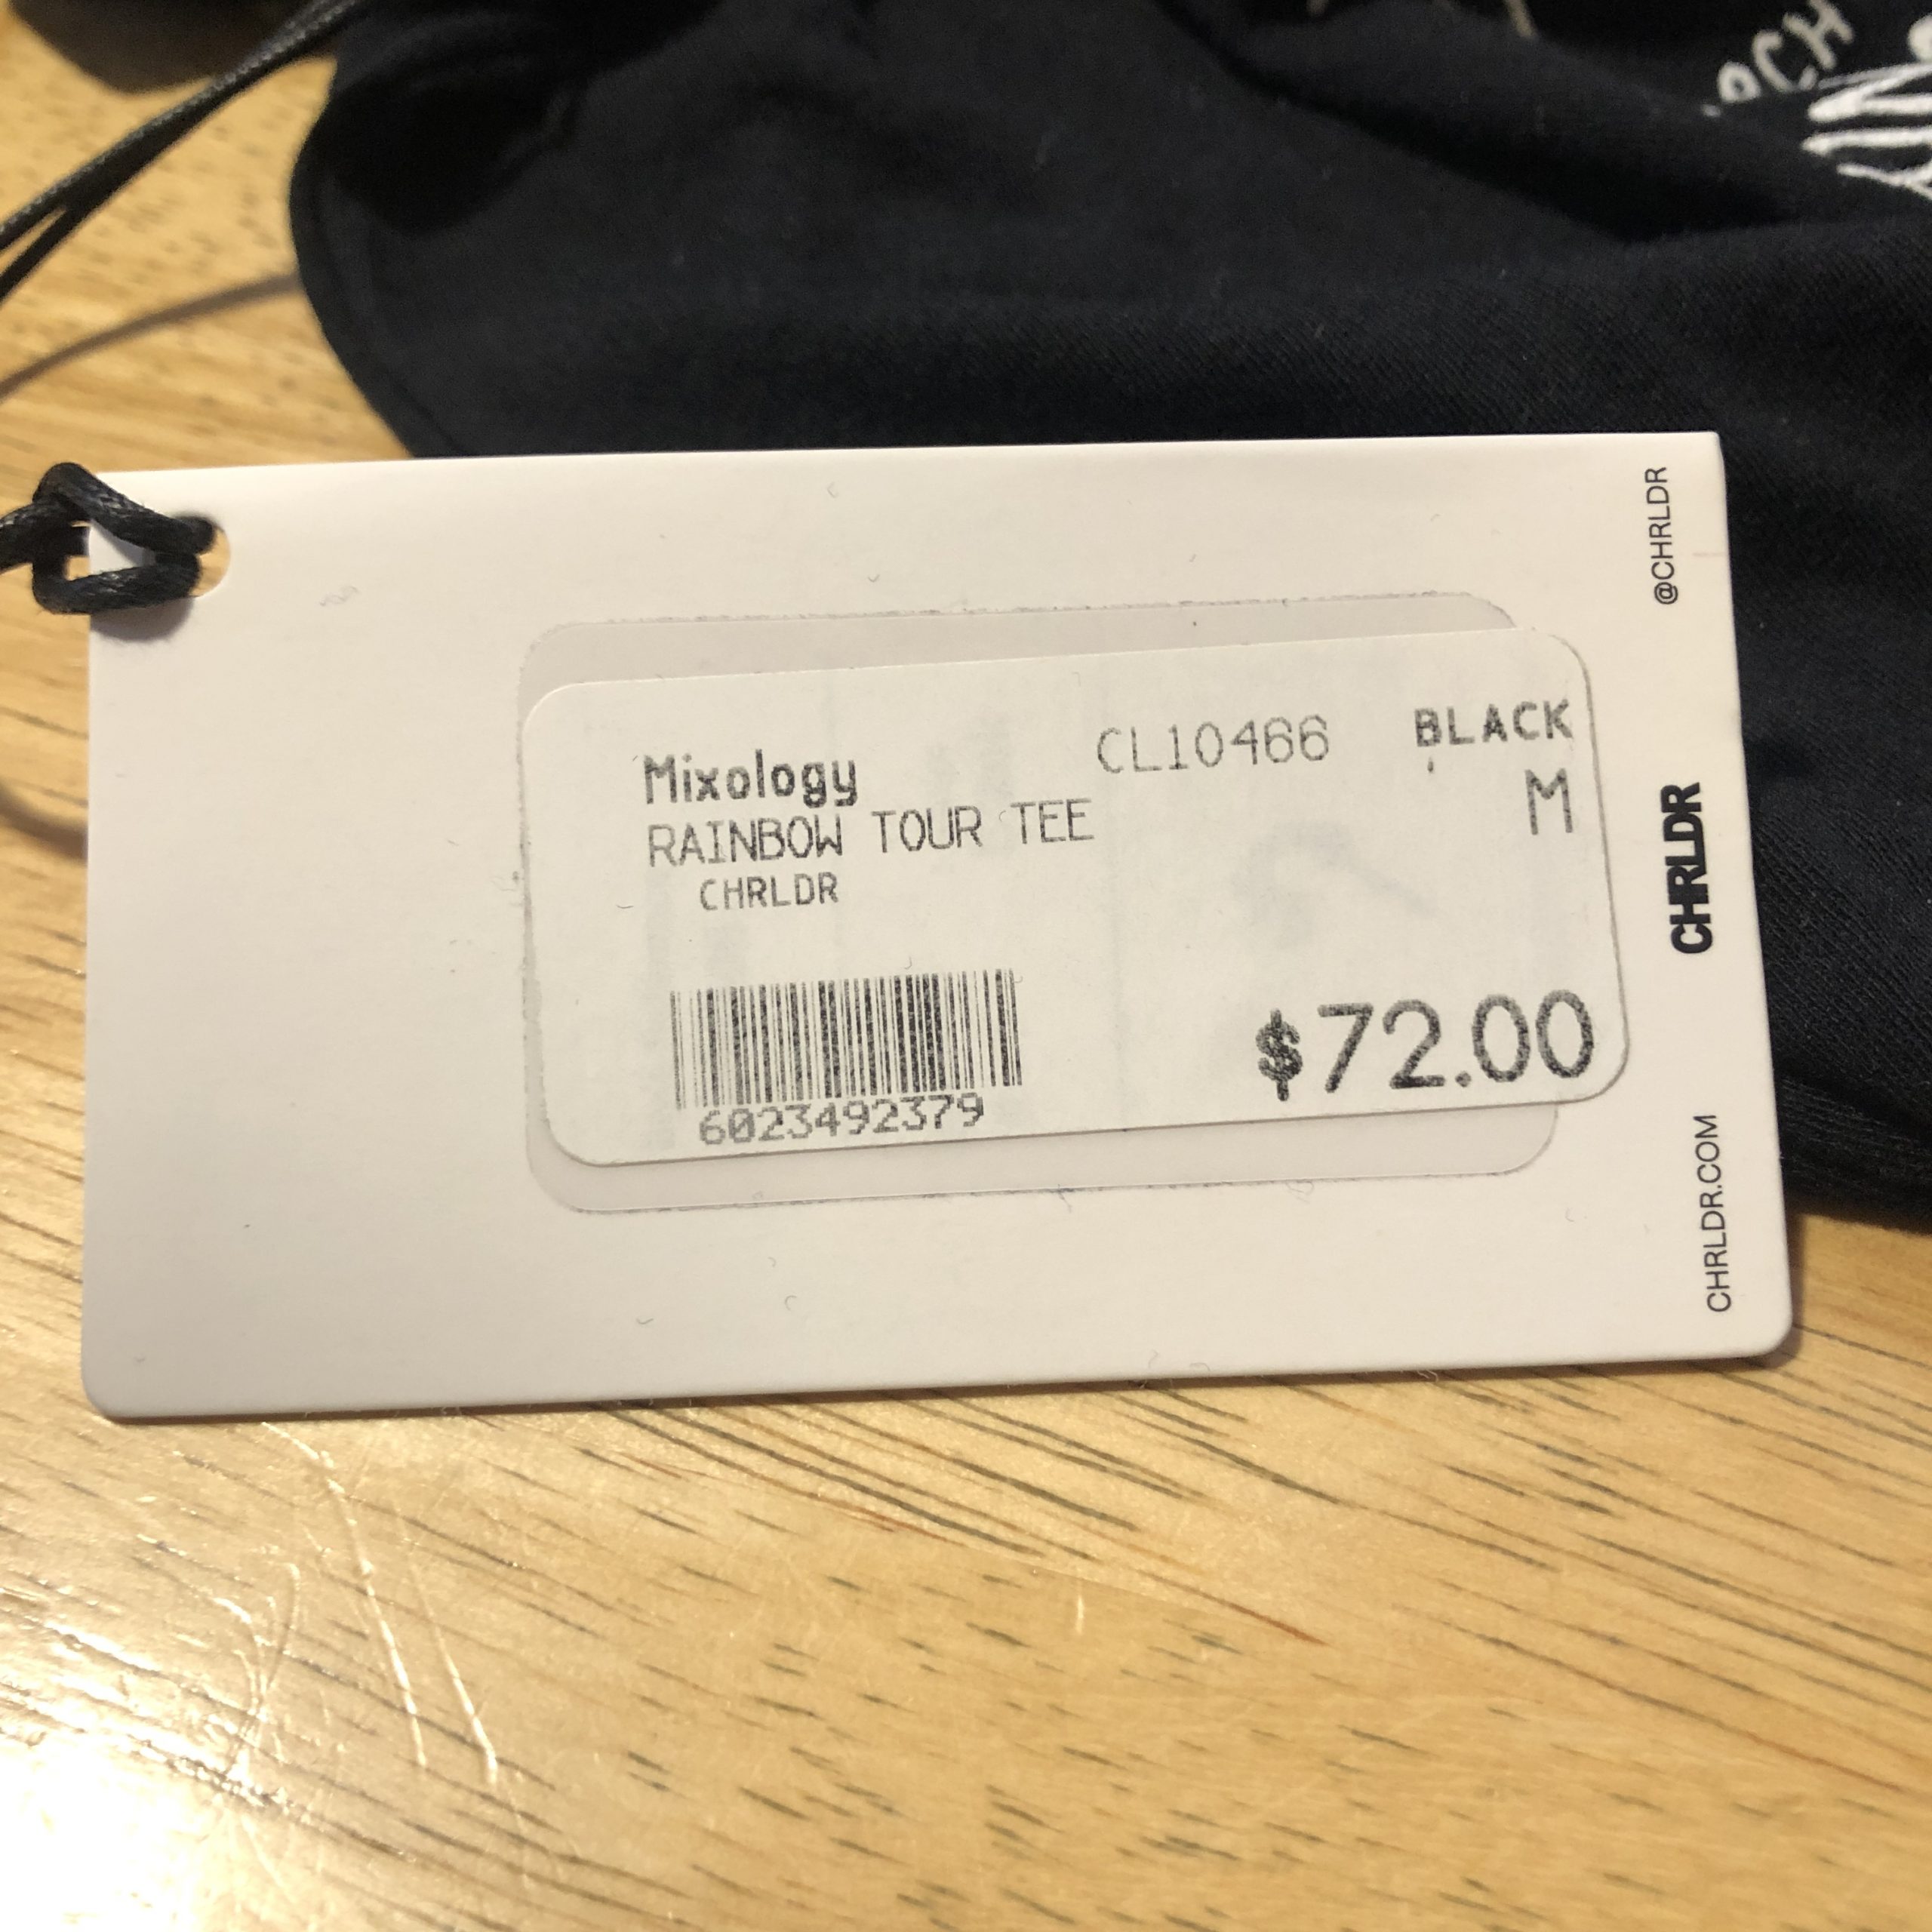 Mixology
CL10466
BLACK
RAINBOW TOUR TEE
M
CHRLDR
6023492379
$72.00
@CHRLDR
CHRLDR
CHRLDR.COM